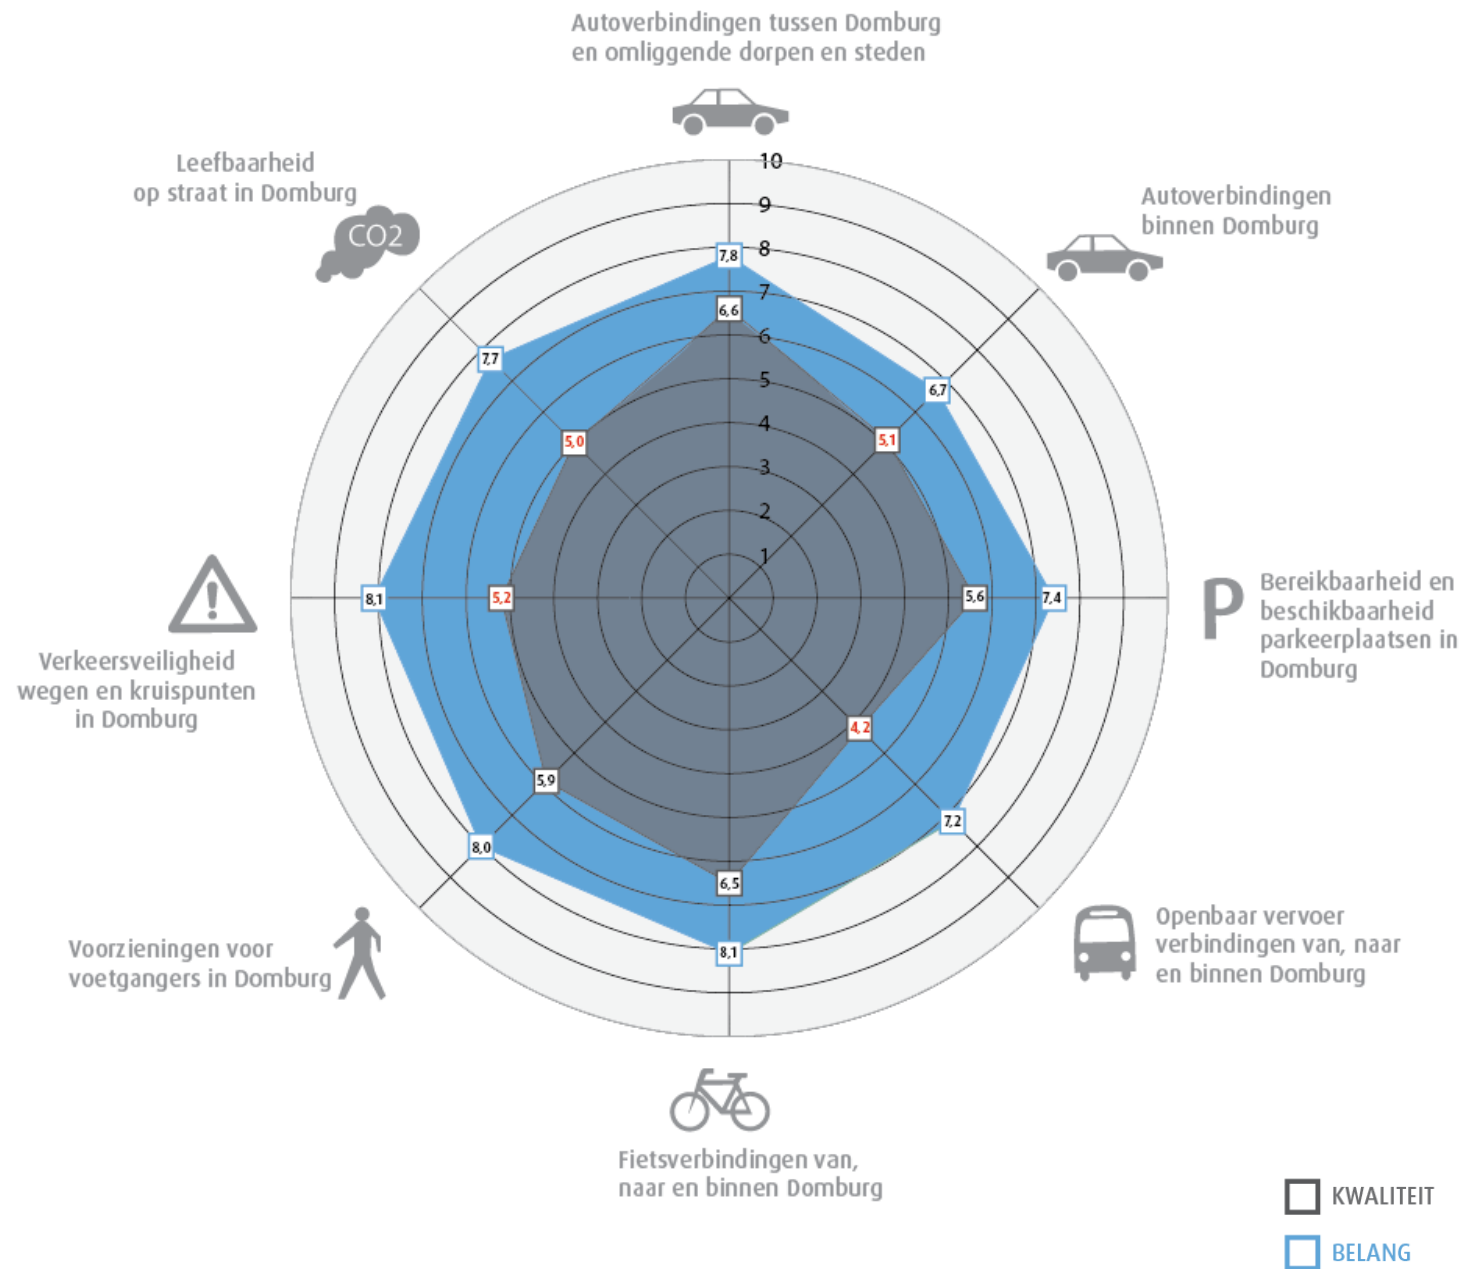 Autoverbindingen tussen Domburg
en omliggende dorpen en steden
Leefbaarheid
op straat in Domburg
CO2
Autoverbindingen
binnen Domburg
10
9
8
7
6
5
4
3
2
1
7,8
6,6
7,7
6,7
5,0
5,1
8,1
5,2
5,6
7,4
4,2
5,9
7,2
8,0
6,5
8,1
Bereikbaarheid en
beschikbaarheid
parkeerplaatsen in
Domburg
P
Verkeersveiligheid
wegen en kruispunten
in Domburg
!
Voorzieningen voor
voetgangers in Domburg
Openbaar vervoer
verbindingen van, naar
en binnen Domburg
Fietsverbindingen van,
naar en binnen Domburg
KWALITEIT
BELANG